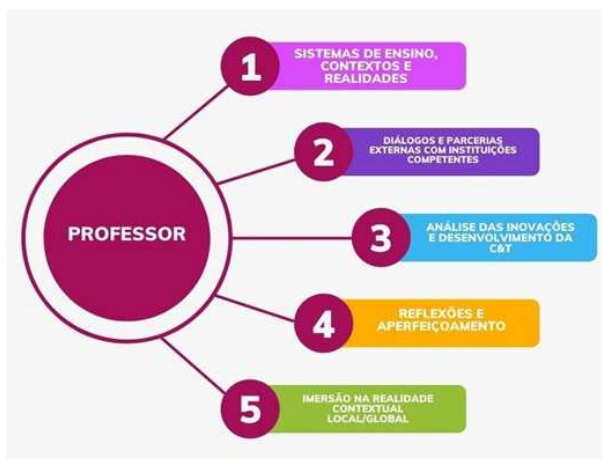 1
SISTEMAS DE ENSINO,
CONTEXTOS E
REALIDADES
2
DIÁLOGOS E PARCERIAS
EXTERNAS COM INSTITUIÇÕES
COMPETENTES
PROFESSOR
3
ANÁLISE DAS INOVAÇÕES
E DESENVOLVIMENTO DA
C&T
4
REFLEXÕES E
APERFEIÇOAMENTO
5
IMERSÃO NA REALIDADE
CONTEXTUAL
LOCAL/GLOBAL